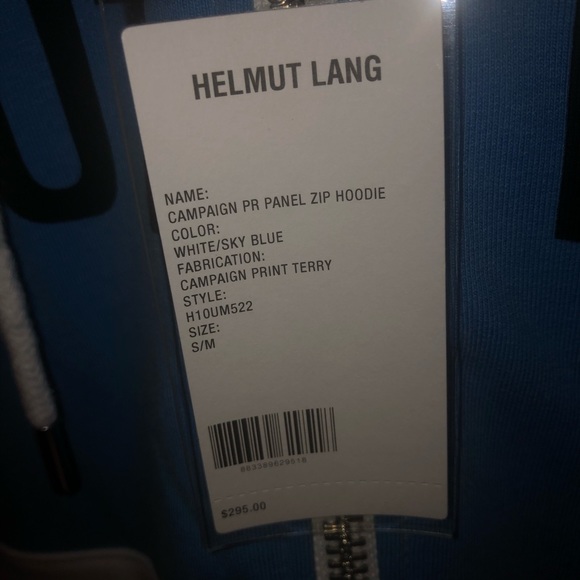 HELMUT LANG
NAME:
CAMPAIGN PR PANEL ZIP HOODIE
COLOR:
WHITE/SKY BLUE
FABRICATION:
CAMPAIGN PRINT TERRY
STYLE:
H10UM522
SIZE:
S/M
$295.00